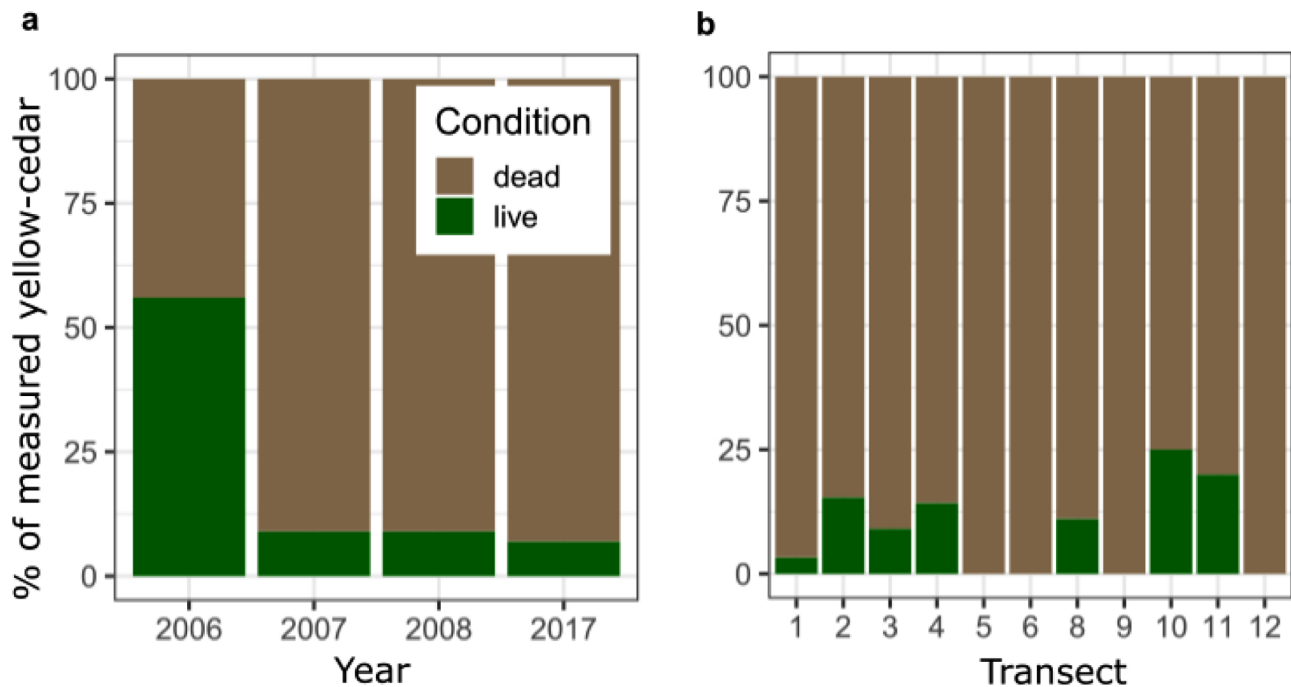 a
% of measured yellow-cedar
100
75
50
25
0
Condition
dead
live
2006 2007 2008 2017
Year
b
100
75
50
25
0
1 2 3 4 5 6 8 9 10 11 12
Transect